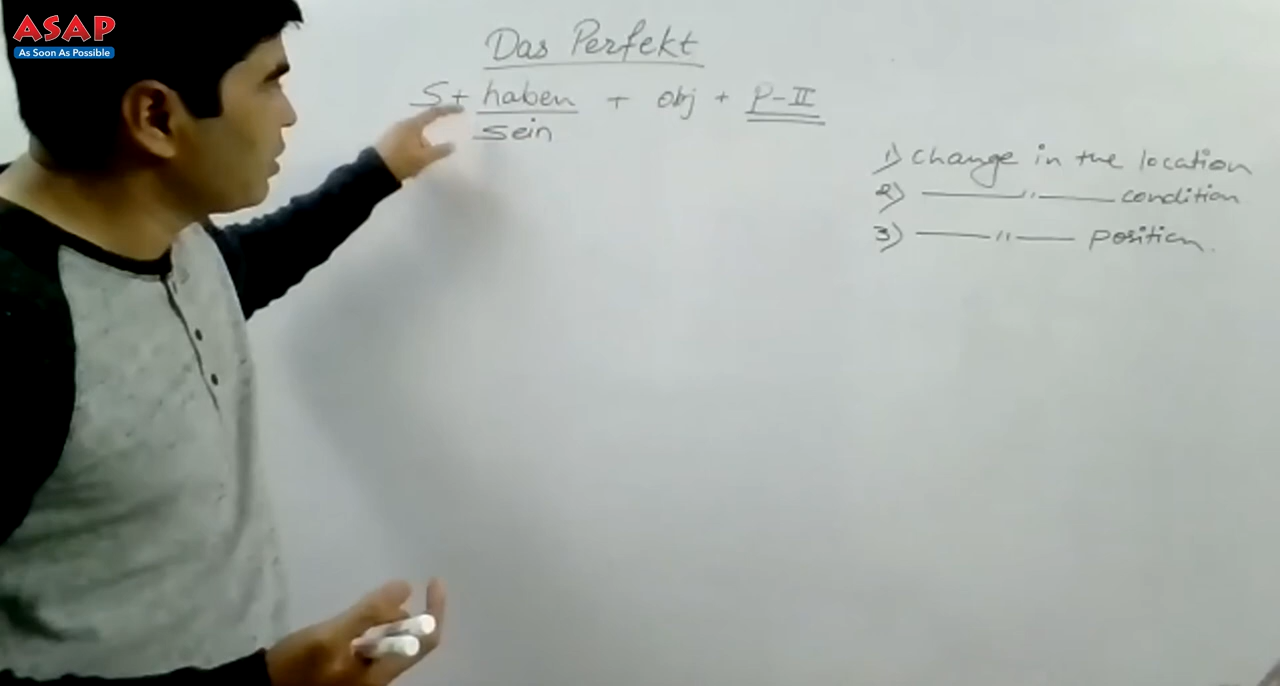 ASAP
As Soon As Possible
Das Perfekt
S + haben + obj + P-II
sein
1) change in the location
2) —— " —— condition
3) —— " —— position.